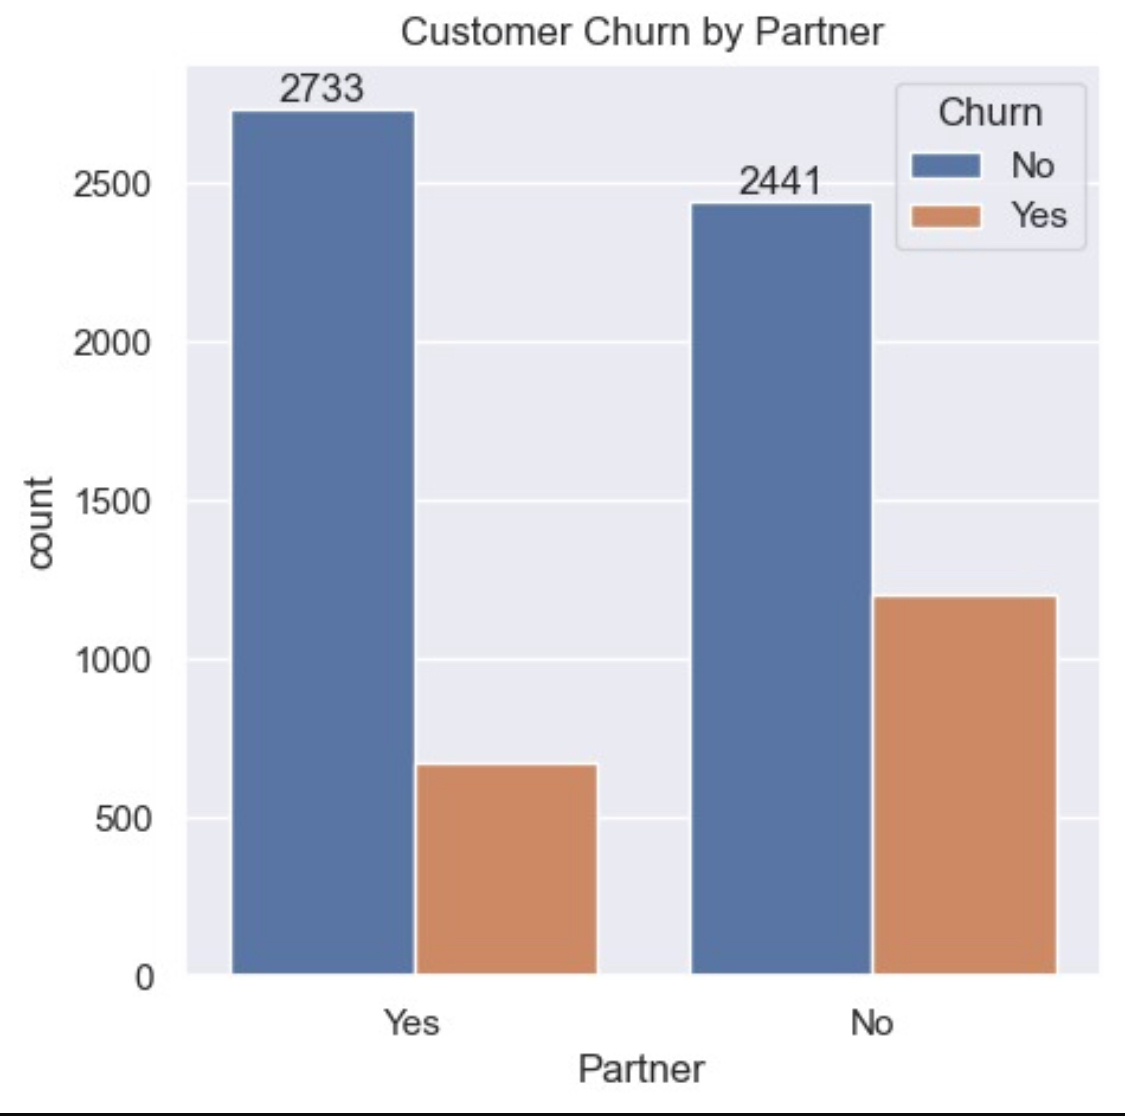 Customer Churn by Partner
2733
2441
Churn
No
Yes
2500
2000
1500
1000
500
0
count
Yes
No
Partner